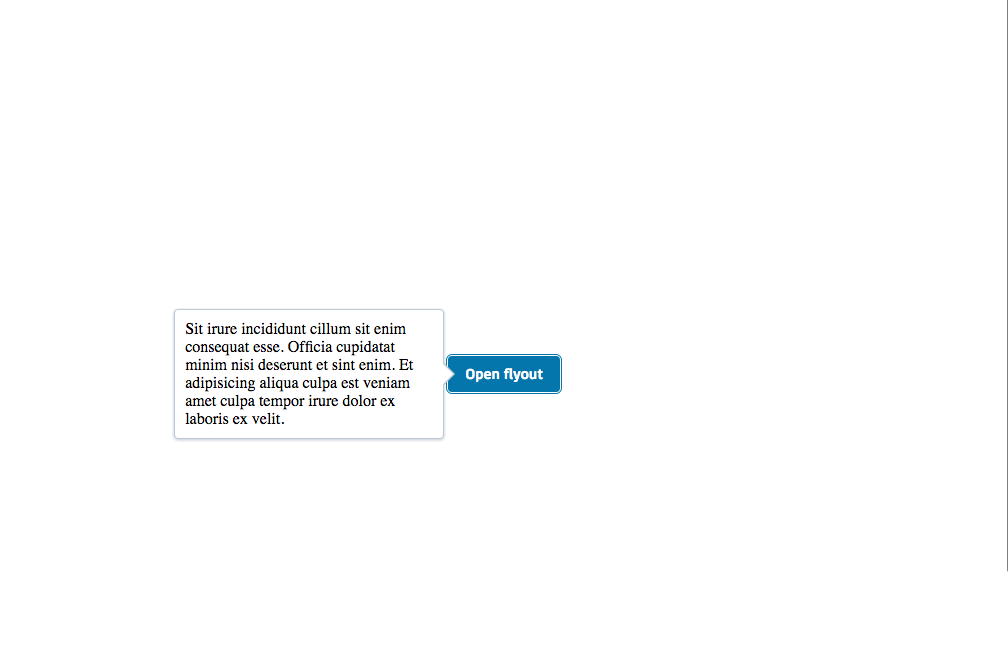 Sit irure incididunt cillum sit enim
consequat esse. Officia cupidatat
minim nisi deserunt et sint enim. Et
adipisicing aliqua culpa est veniam
amet culpa tempor irure dolor ex
laboris ex velit.
Open flyout